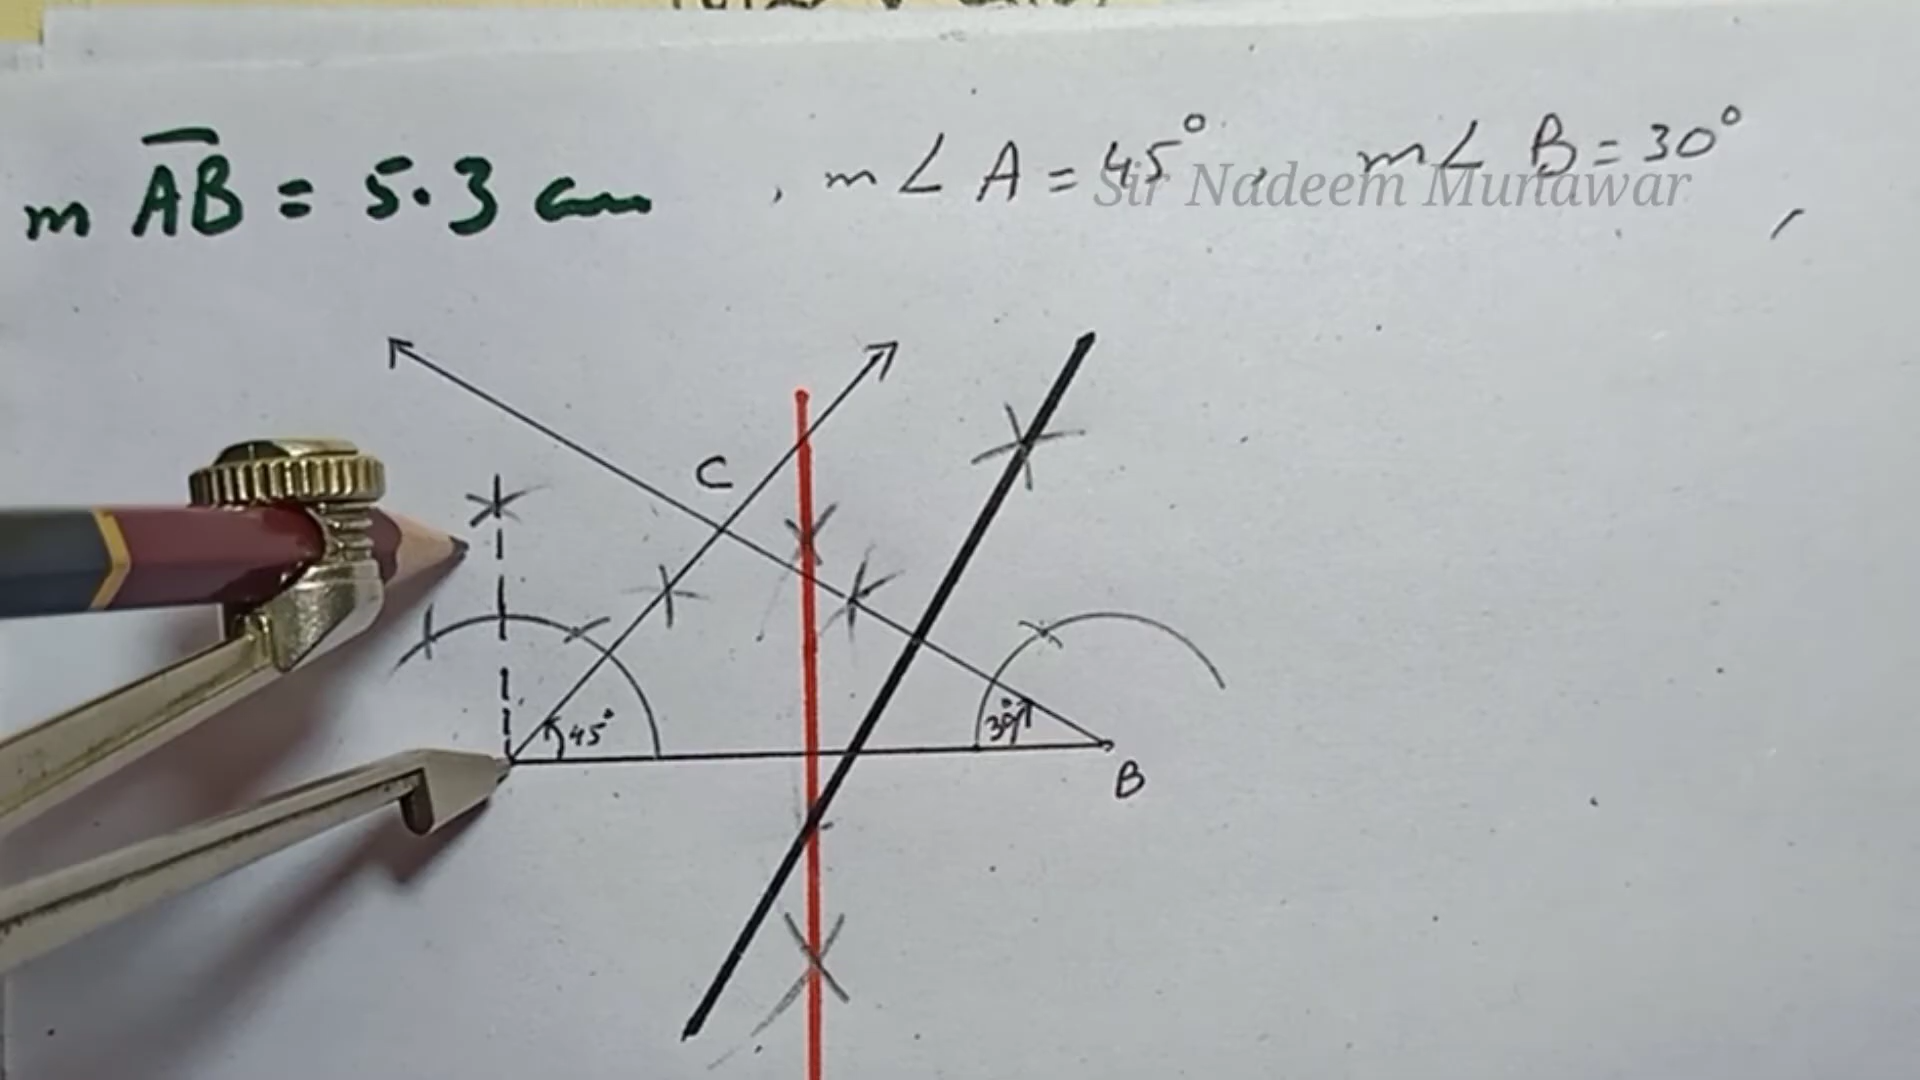 m AB = 5.3 cm , m∠A = 45° , m∠B = 30° ,
Sir Nadeem Munawar
C
45°
30°
B